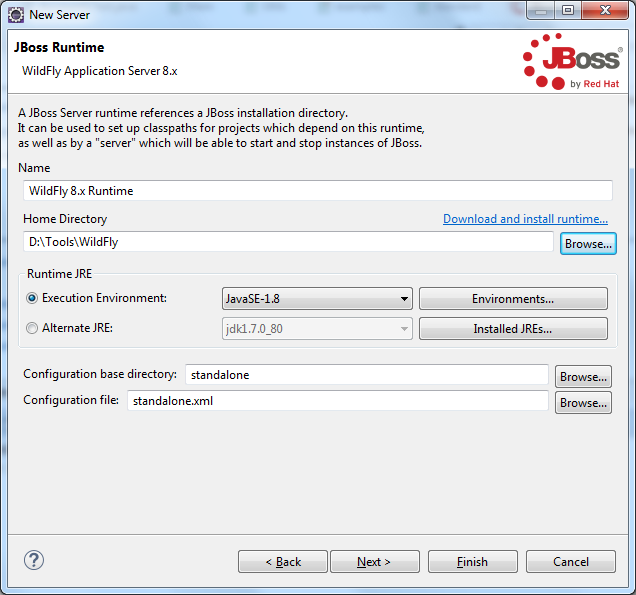 New Server
JBoss Runtime
WildFly Application Server 8.x
JBoss®
by Red Hat
A JBoss Server runtime references a JBoss installation directory.
It can be used to set up classpaths for projects which depend on this runtime,
as well as by a "server" which will be able to start and stop instances of JBoss.
Name
WildFly 8.x Runtime
Home Directory
Download and install runtime...
D:\Tools\WildFly
Browse...
Runtime JRE
Execution Environment:
JavaSE-1.8
Environments...
Alternate JRE:
jdk1.7.0_80
Installed JREs...
Configuration base directory:
standalone
Browse...
Configuration file:
standalone.xml
Browse...
?
< Back
Next >
Finish
Cancel